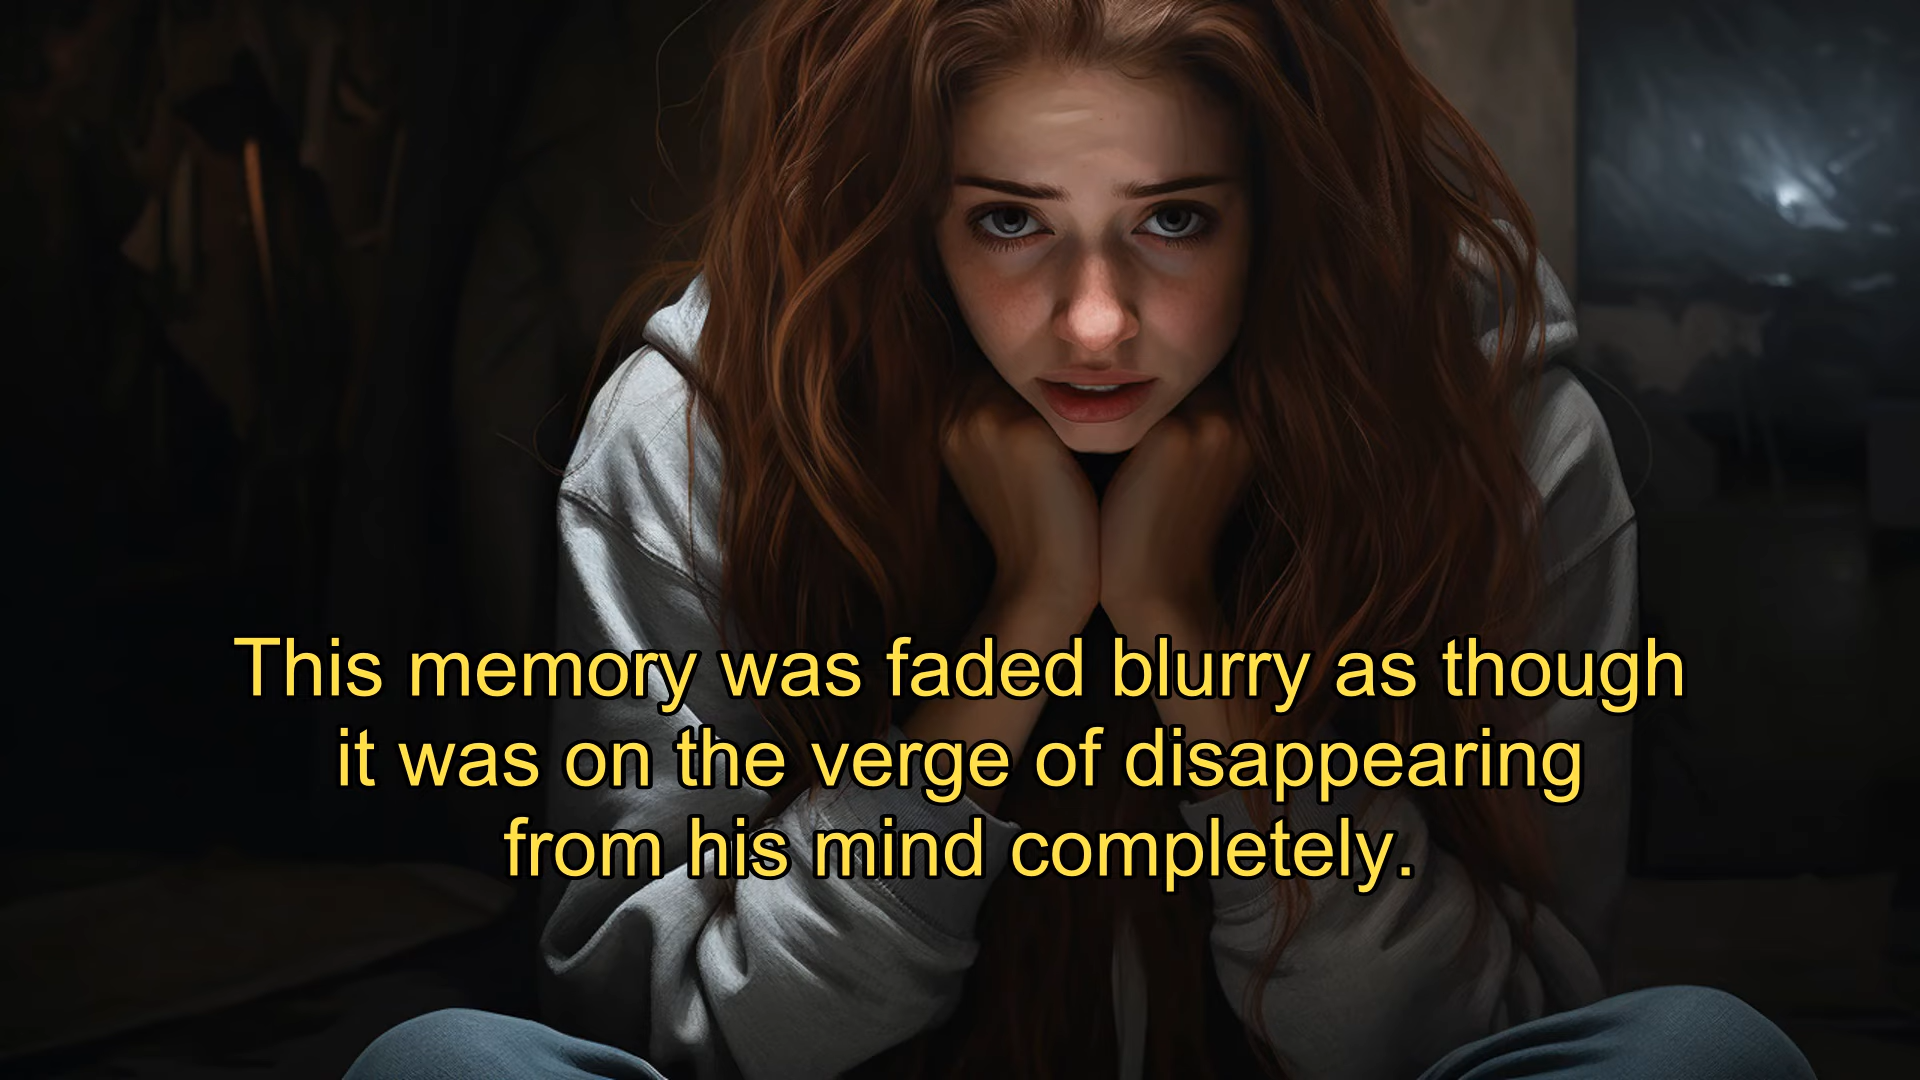 This memory was faded blurry as though
it was on the verge of disappearing
from his mind completely.